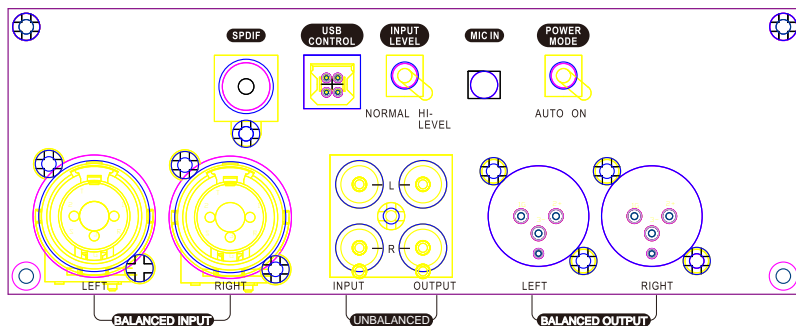 SPDIF
USB
CONTROL
INPUT
LEVEL
MIC IN
POWER
MODE
NORMAL HI-
LEVEL
AUTO ON
L
R
LEFT
RIGHT
INPUT
OUTPUT
LEFT
RIGHT
BALANCED INPUT
UNBALANCED
BALANCED OUTPUT